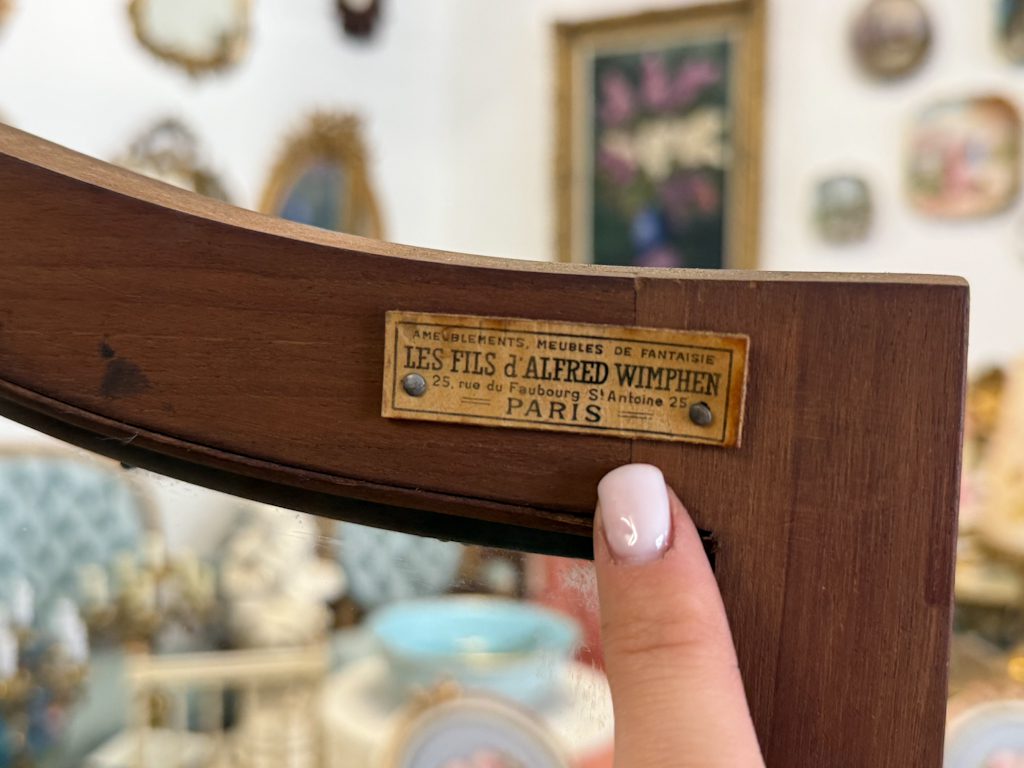 AMEUBLEMENTS, MEUBLES DE FANTAISIE
LES FILS d'ALFRED WIMPHEN
25, rue du Faubourg St Antoine 25
PARIS